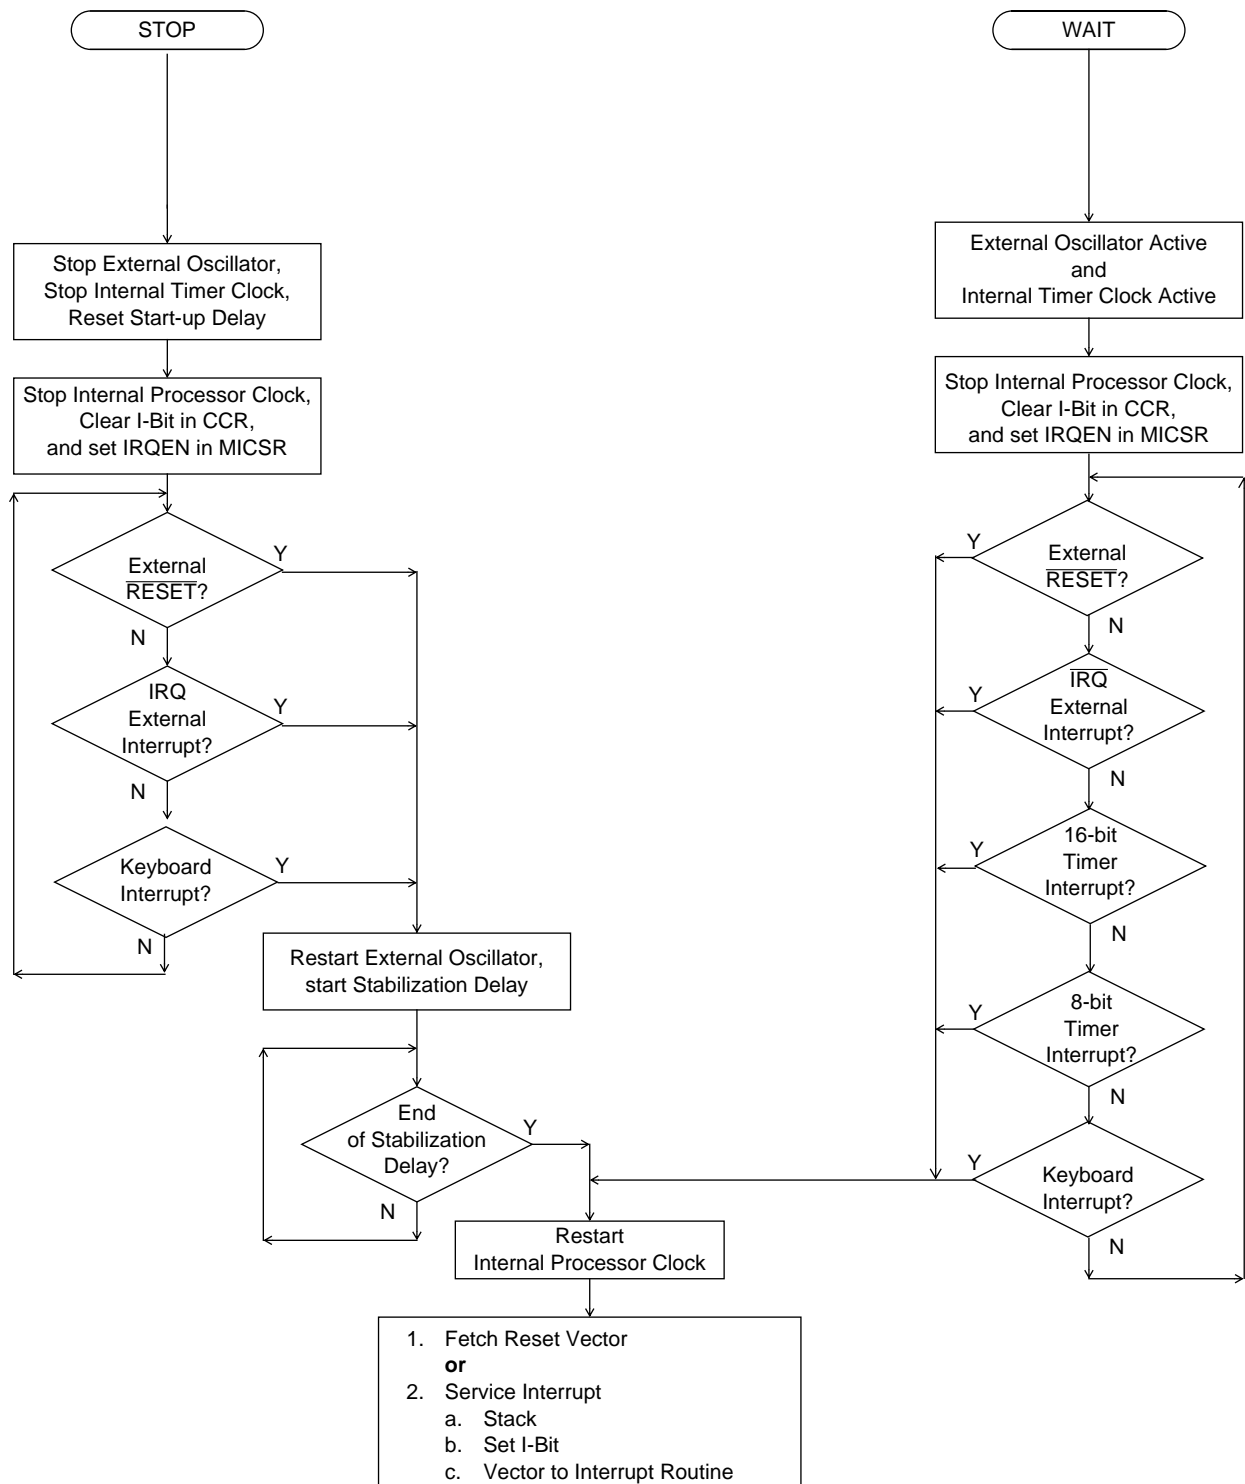 STOP
Stop External Oscillator,
Stop Internal Timer Clock,
Reset Start-up Delay
Stop Internal Processor Clock,
Clear I-Bit in CCR,
and set IRQEN in MICSR
External
RESET?
Y
N
IRQ
External
Interrupt?
Y
N
Keyboard
Interrupt?
Y
N
Restart External Oscillator,
start Stabilization Delay
End
of Stabilization
Delay?
Y
N
WAIT
External Oscillator Active
and
Internal Timer Clock Active
Stop Internal Processor Clock,
Clear I-Bit in CCR,
and set IRQEN in MICSR
Y
External
RESET?
N
Y
IRQ
External
Interrupt?
N
Y
16-bit
Timer
Interrupt?
N
Y
8-bit
Timer
Interrupt?
N
Y
Keyboard
Interrupt?
N
Restart
Internal Processor Clock
1. Fetch Reset Vector
or
2. Service Interrupt
a. Stack
b. Set I-Bit
c. Vector to Interrupt Routine